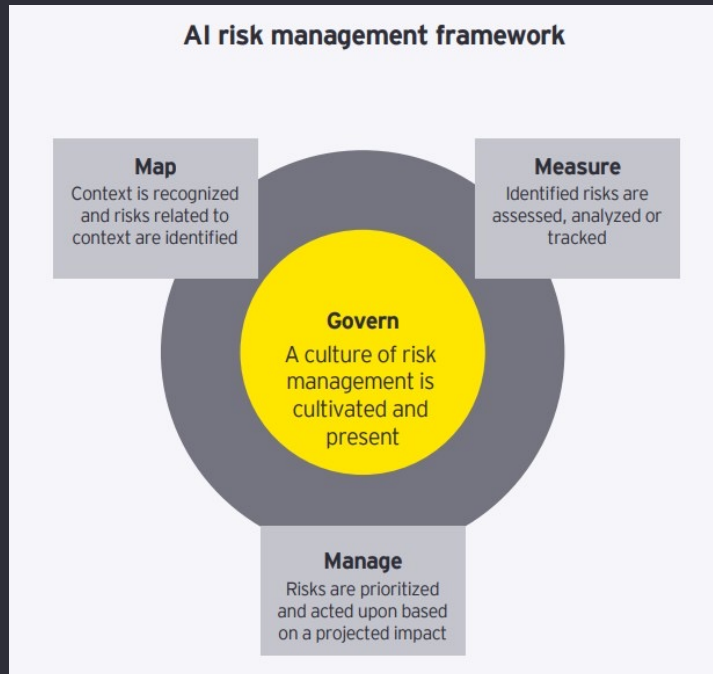 AI risk management framework
Map
Context is recognized
and risks related to
context are identified
Measure
Identified risks are
assessed, analyzed or
tracked
Govern
A culture of risk
management is
cultivated and
present
Manage
Risks are prioritized
and acted upon based
on a projected impact